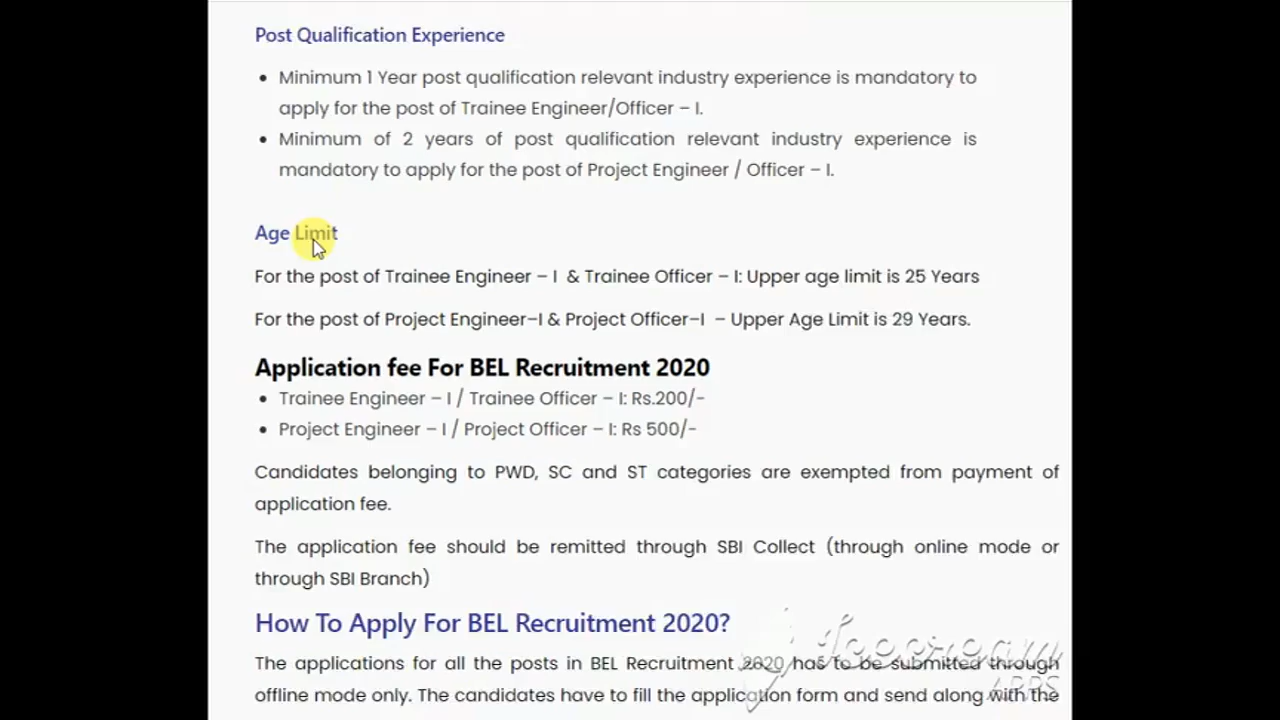 Post Qualification Experience
• Minimum 1 Year post qualification relevant industry experience is mandatory to
apply for the post of Trainee Engineer/Officer – I.
• Minimum of 2 years of post qualification relevant industry experience is
mandatory to apply for the post of Project Engineer / Officer – I.
Age Limit
For the post of Trainee Engineer – I & Trainee Officer – I: Upper age limit is 25 Years
For the post of Project Engineer–I & Project Officer–I – Upper Age Limit is 29 Years.
Application fee For BEL Recruitment 2020
• Trainee Engineer – I / Trainee Officer – I: Rs.200/-
• Project Engineer – I / Project Officer – I: Rs 500/-
Candidates belonging to PWD, SC and ST categories are exempted from payment of
application fee.
The application fee should be remitted through SBI Collect (through online mode or
through SBI Branch)
How To Apply For BEL Recruitment 2020?
The applications for all the posts in BEL Recruitment 2020 has to be submitted through
offline mode only. The candidates have to fill the application form and send along with the
Icecream
APPS